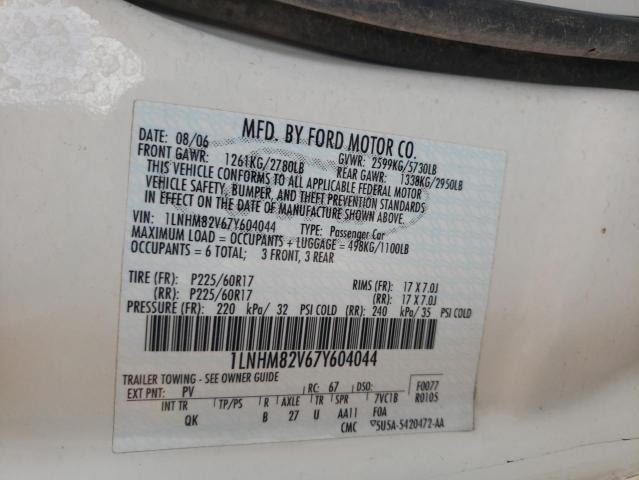 MFD. BY FORD MOTOR CO.
DATE: 08/06 GVWR: 2599KG/5730LB
FRONT GAWR: 1261KG/2780LB REAR GAWR: 1338KG/2950LB
THIS VEHICLE CONFORMS TO ALL APPLICABLE FEDERAL MOTOR
VEHICLE SAFETY, BUMPER, AND THEFT PREVENTION STANDARDS
IN EFFECT ON THE DATE OF MANUFACTURE SHOWN ABOVE.
VIN: 1LNHM82V67Y604044 TYPE: Passenger Car
MAXIMUM LOAD = OCCUPANTS + LUGGAGE = 498KG/1100LB
OCCUPANTS = 6 TOTAL; 3 FRONT, 3 REAR
TIRE (FR): P225/60R17 RIMS (FR): 17 X 7.0J
(RR): P225/60R17 (RR): 17 X 7.0J
PRESSURE (FR): 220 kPa/ 32 PSI COLD (RR): 240 kPa/ 35 PSI COLD
1LNHM82V67Y604044
TRAILER TOWING - SEE OWNER GUIDE
EXT PNT: PV RC: 67 DSO: F0077
INT TR TP/PS R AXLE TR SPR 7VC1B R0105
QK B 27 U AA11 F0A
CMC 5U5A-5420472-AA